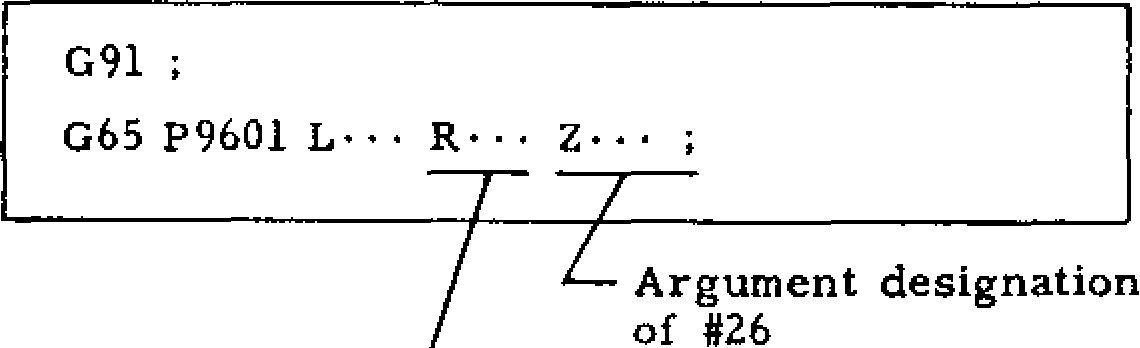 G91 ;
G65 P9601 L··· R··· Z··· ;
Argument designation
of #26